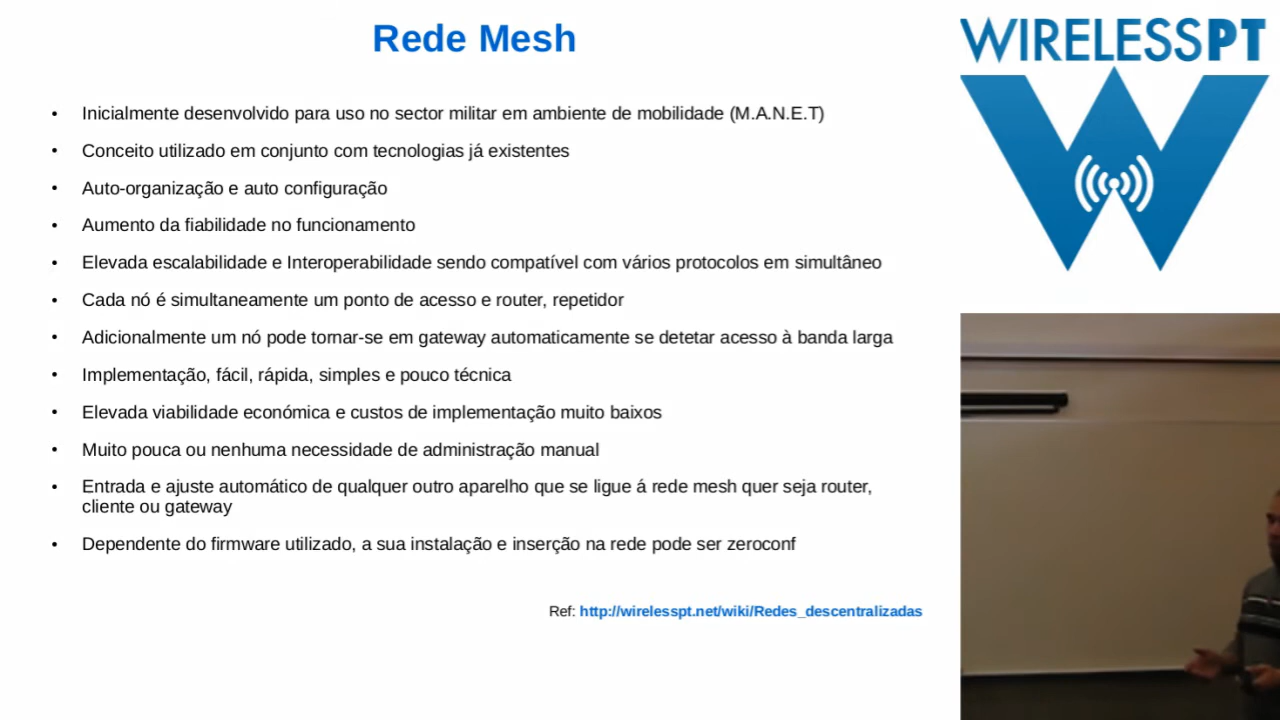 Rede Mesh
WIRELESSPT
• Inicialmente desenvolvido para uso no sector militar em ambiente de mobilidade (M.A.N.E.T)
• Conceito utilizado em conjunto com tecnologias já existentes
• Auto-organização e auto configuração
• Aumento da fiabilidade no funcionamento
• Elevada escalabilidade e Interoperabilidade sendo compatível com vários protocolos em simultâneo
• Cada nó é simultaneamente um ponto de acesso e router, repetidor
• Adicionalmente um nó pode tornar-se em gateway automaticamente se detetar acesso à banda larga
• Implementação, fácil, rápida, simples e pouco técnica
• Elevada viabilidade económica e custos de implementação muito baixos
• Muito pouca ou nenhuma necessidade de administração manual
• Entrada e ajuste automático de qualquer outro aparelho que se ligue á rede mesh quer seja router,
cliente ou gateway
• Dependente do firmware utilizado, a sua instalação e inserção na rede pode ser zeroconf
Ref: http://wirelesspt.net/wiki/Redes_descentralizadas